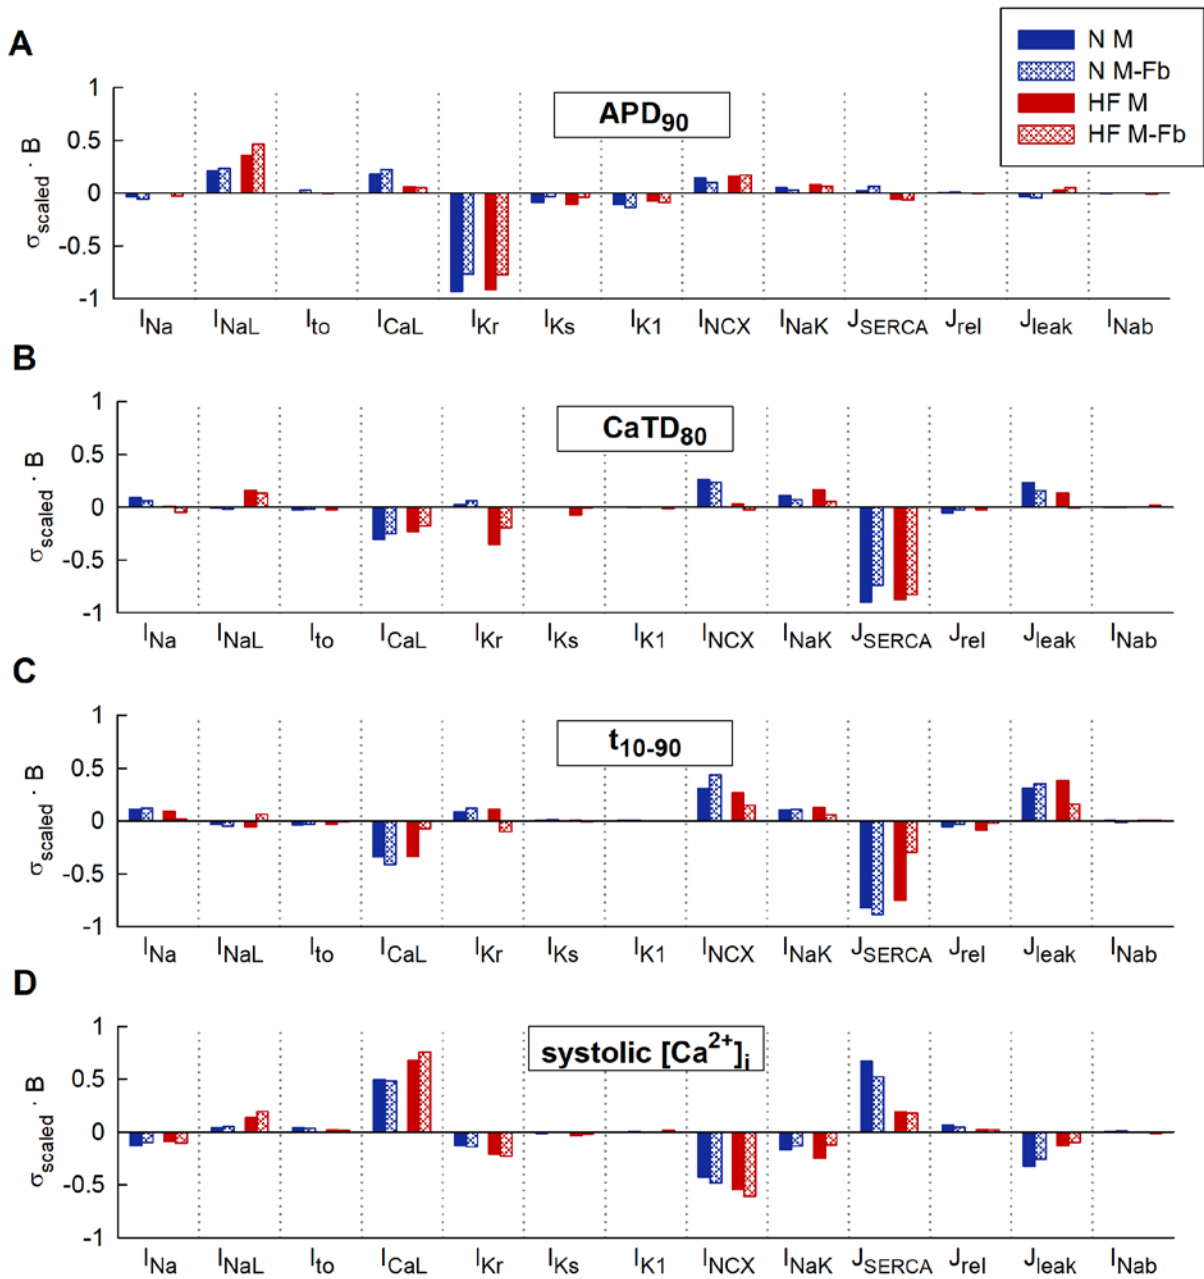 N M
N M-Fb
HF M
HF M-Fb
A
APD90
1
0.5
0
-0.5
-1
σscaled · B
INa INaL Ito ICaL IKr IKs IK1 INCX INaK JSERCA Jrel Jleak INab
B
CaTD80
1
0.5
0
-0.5
-1
σscaled · B
INa INaL Ito ICaL IKr IKs IK1 INCX INaK JSERCA Jrel Jleak INab
C
t10-90
1
0.5
0
-0.5
-1
σscaled · B
INa INaL Ito ICaL IKr IKs IK1 INCX INaK JSERCA Jrel Jleak INab
D
systolic [Ca2+]i
1
0.5
0
-0.5
-1
σscaled · B
INa INaL Ito ICaL IKr IKs IK1 INCX INaK JSERCA Jrel Jleak INab